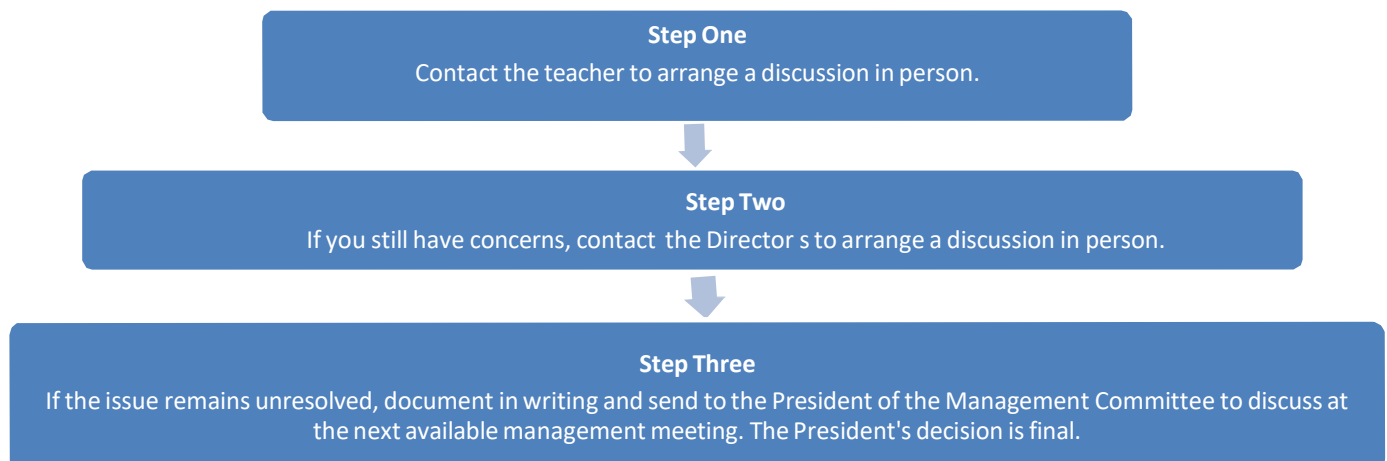 Step One
Contact the teacher to arrange a discussion in person.
Step Two
If you still have concerns, contact the Director s to arrange a discussion in person.
Step Three
If the issue remains unresolved, document in writing and send to the President of the Management Committee to discuss at
the next available management meeting. The President's decision is final.